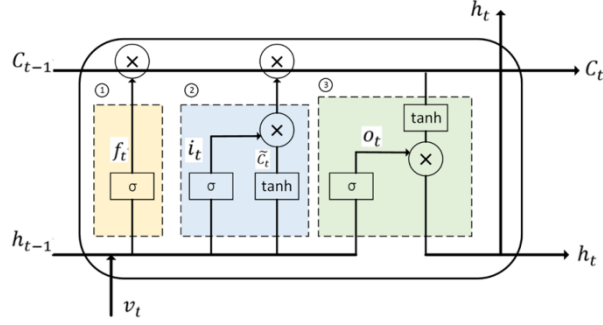 h_t
C_{t-1} × × C_t
① ② ③
tanh
f_t i_t × o_t ×
C̃_t
σ σ tanh σ
h_{t-1} h_t
v_t